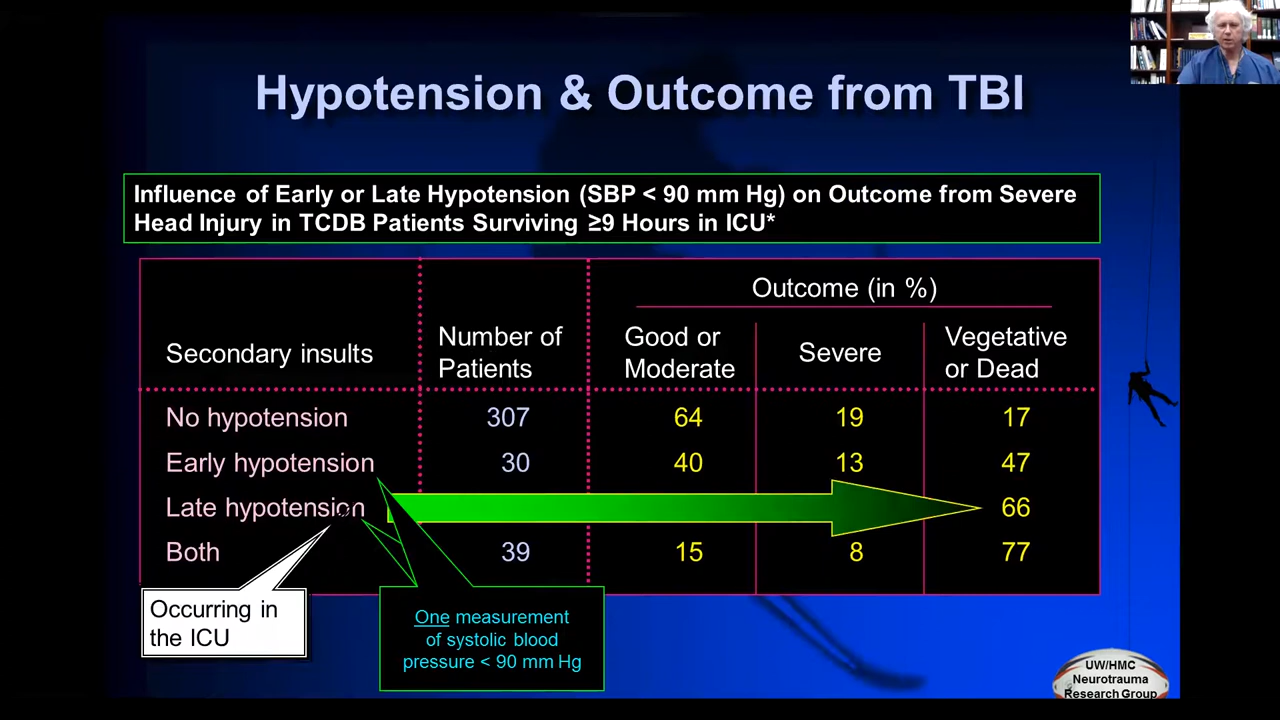 Hypotension & Outcome from TBI
Influence of Early or Late Hypotension (SBP < 90 mm Hg) on Outcome from Severe
Head Injury in TCDB Patients Surviving ≥9 Hours in ICU*
Outcome (in %)
Secondary insults
Number of
Patients
Good or
Moderate
Severe
Vegetative
or Dead
No hypotension 307 64 19 17
Early hypotension 30 40 13 47
Late hypotension 66
Both 39 15 8 77
Occurring in
the ICU
One measurement
of systolic blood
pressure < 90 mm Hg
UW/HMC
Neurotrauma
Research Group